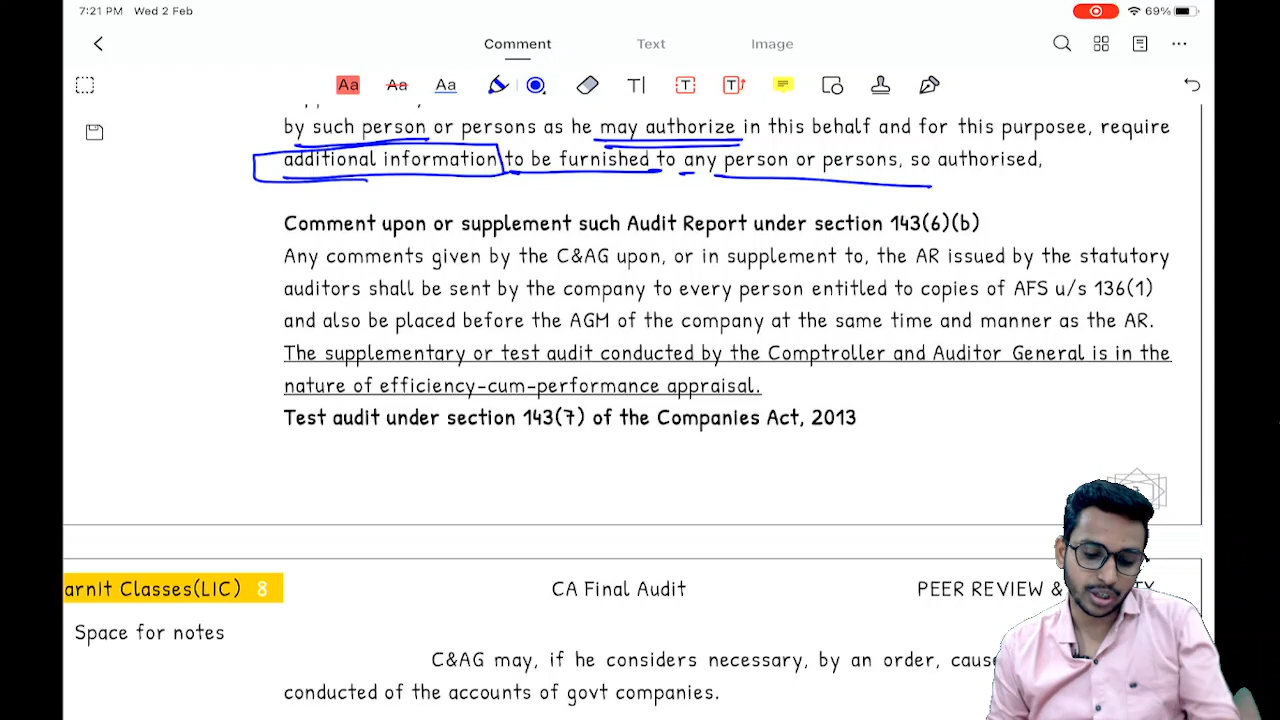 7:21 PM Wed 2 Feb
69%
Comment Text Image
Aa Aa Aa T T T
by such person or persons as he may authorize in this behalf and for this purposee, require
additional information to be furnished to any person or persons, so authorised,
Comment upon or supplement such Audit Report under section 143(6)(b)
Any comments given by the C&AG upon, or in supplement to, the AR issued by the statutory
auditors shall be sent by the company to every person entitled to copies of AFS u/s 136(1)
and also be placed before the AGM of the company at the same time and manner as the AR.
The supplementary or test audit conducted by the Comptroller and Auditor General is in the
nature of efficiency-cum-performance appraisal.
Test audit under section 143(7) of the Companies Act, 2013
arnIt Classes(LIC) 8 CA Final Audit PEER REVIEW &
Space for notes
C&AG may, if he considers necessary, by an order, cause
conducted of the accounts of govt companies.